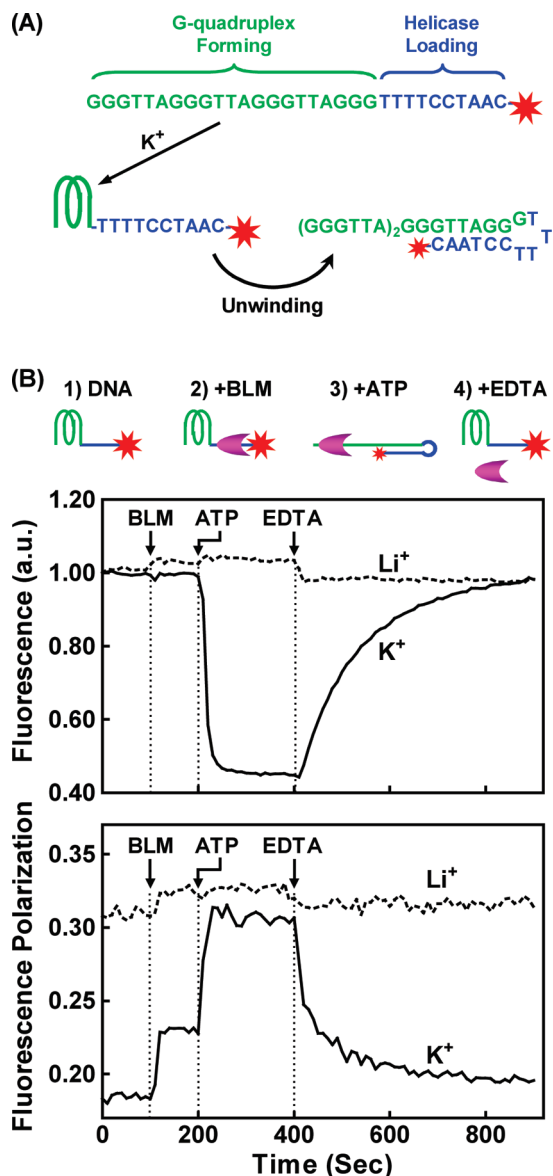 (A)
G-quadruplex Forming
Helicase Loading
GGGTTAGGGTTAGGGTTAGGGTTTTCCTAAC
K+
-TTTTCCTAAC-
(GGGTTA)2GGGTTAGGGT
T
TT
CAATCC
Unwinding
(B)
1) DNA
2) +BLM
3) +ATP
4) +EDTA
1.20
1.00
0.80
0.60
0.40
Fluorescence (a.u.)
BLM
ATP
EDTA
Li+
K+
0.35
0.30
0.25
0.20
Fluorescence Polarization
BLM
ATP
EDTA
Li+
K+
0
200
400
600
800
Time (Sec)